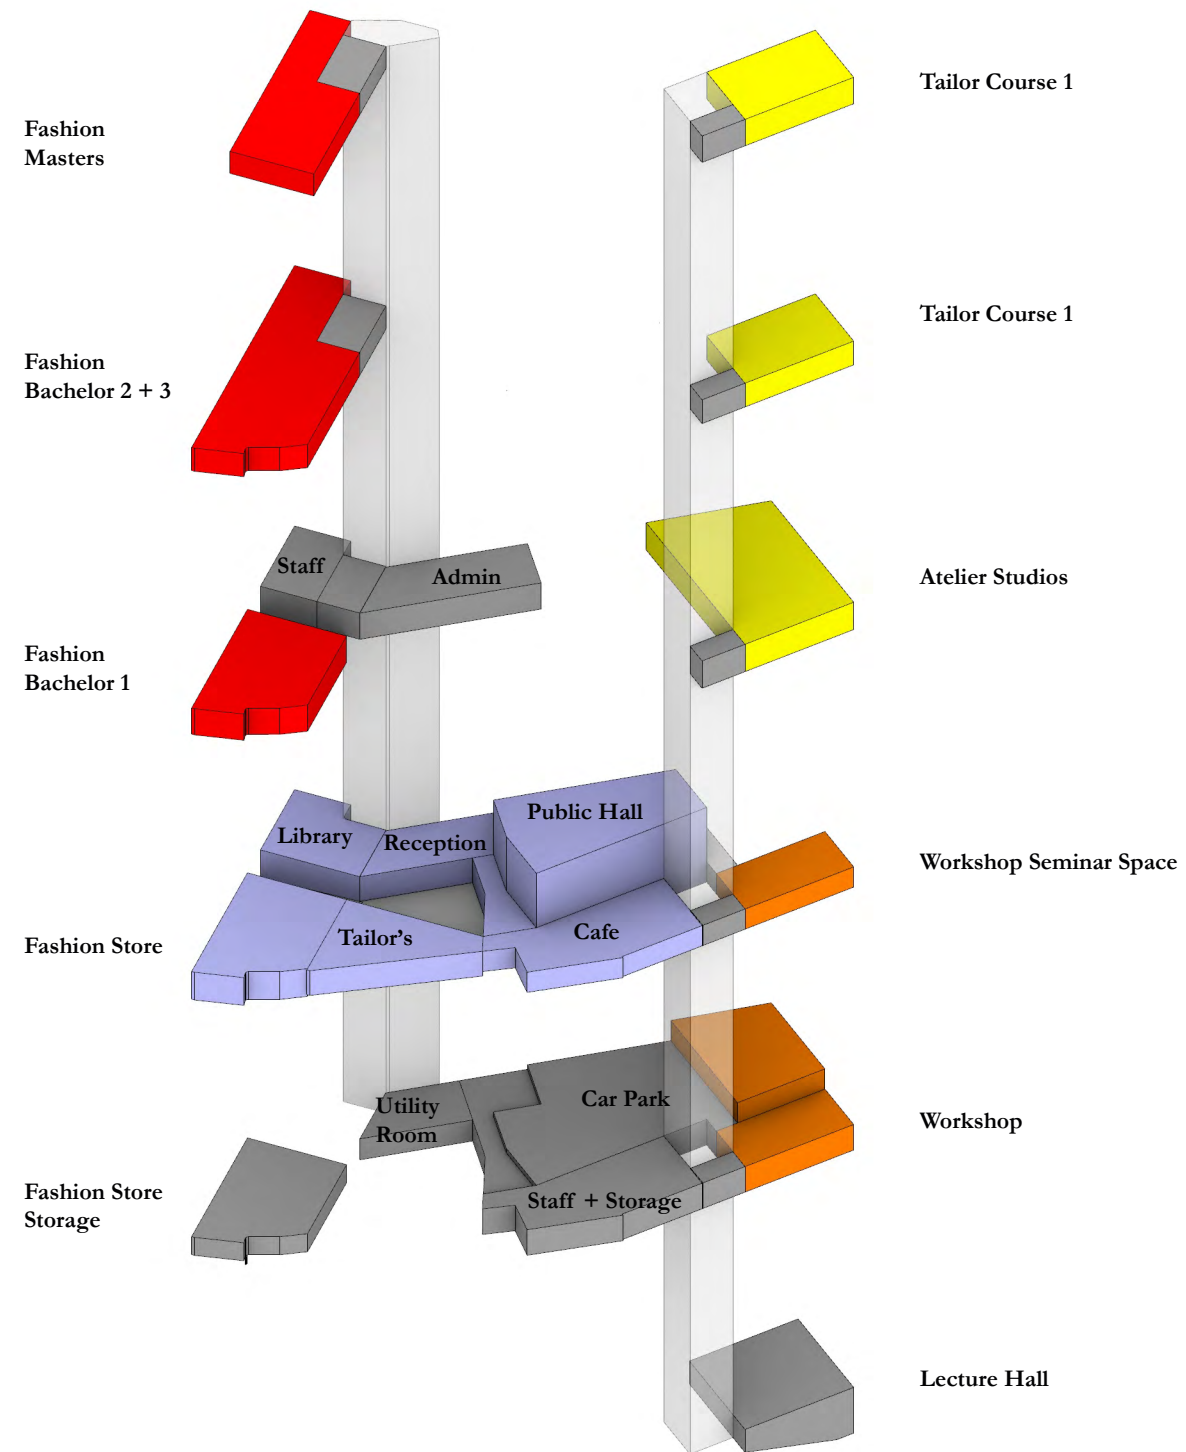 Tailor Course 1
Fashion
Masters
Tailor Course 1
Fashion
Bachelor 2 + 3
Staff
Admin
Atelier Studios
Fashion
Bachelor 1
Public Hall
Library
Reception
Workshop Seminar Space
Fashion Store
Tailor's
Cafe
Car Park
Utility
Room
Workshop
Fashion Store
Storage
Staff + Storage
Lecture Hall